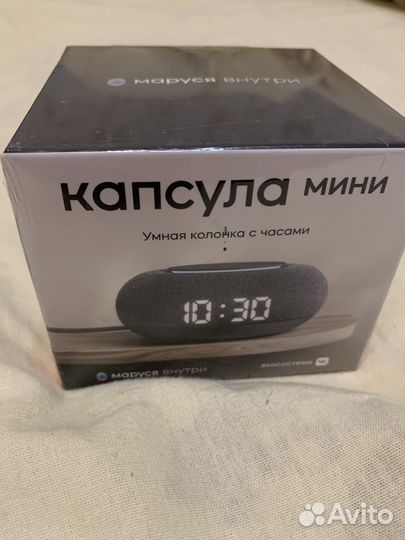 маруся внутри
капсула мини
Умная колонка с часами
10:30
маруся внутри
экосистема
Avito